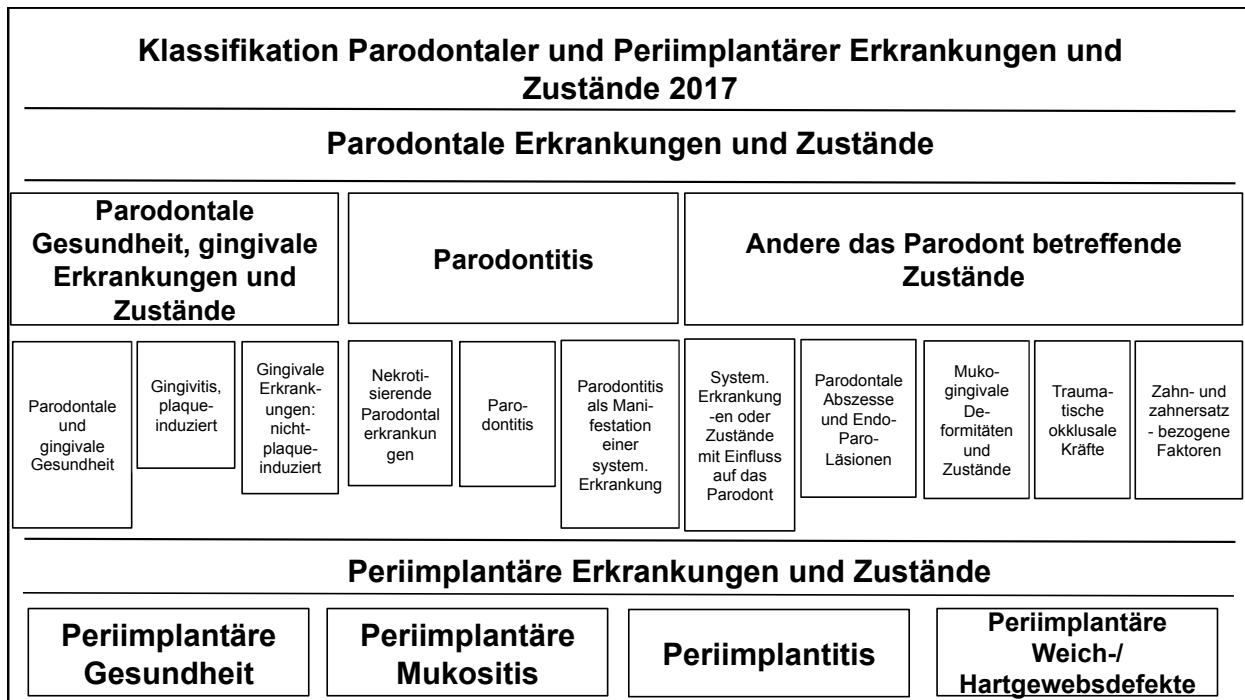 Klassifikation Parodontaler und Periimplantärer Erkrankungen und
Zustände 2017
Parodontale Erkrankungen und Zustände
Parodontale
Gesundheit, gingivale
Erkrankungen und
Zustände
Parodontitis
Andere das Parodont betreffende
Zustände
Parodontale
und
gingivale
Gesundheit
Gingivitis,
plaque-
induziert
Gingivale
Erkrank-
ungen:
nicht-
plaque-
induziert
Nekroti-
sierende
Parodontal
erkrankun
gen
Paro-
dontitis
Parodontitis
als Mani-
festation
einer
system.
Erkrankung
System.
Erkrankung
-en oder
Zustände
mit Einfluss
auf das
Parodont
Parodontale
Abszesse
und Endo-
Paro-
Läsionen
Muko-
gingivale
De-
formitäten
und
Zustände
Trauma-
tische
okklusale
Kräfte
Zahn- und
zahnersatz
- bezogene
Faktoren
Periimplantäre Erkrankungen und Zustände
Periimplantäre
Gesundheit
Periimplantäre
Mukositis
Periimplantitis
Periimplantäre
Weich-/
Hartgewebsdefekte